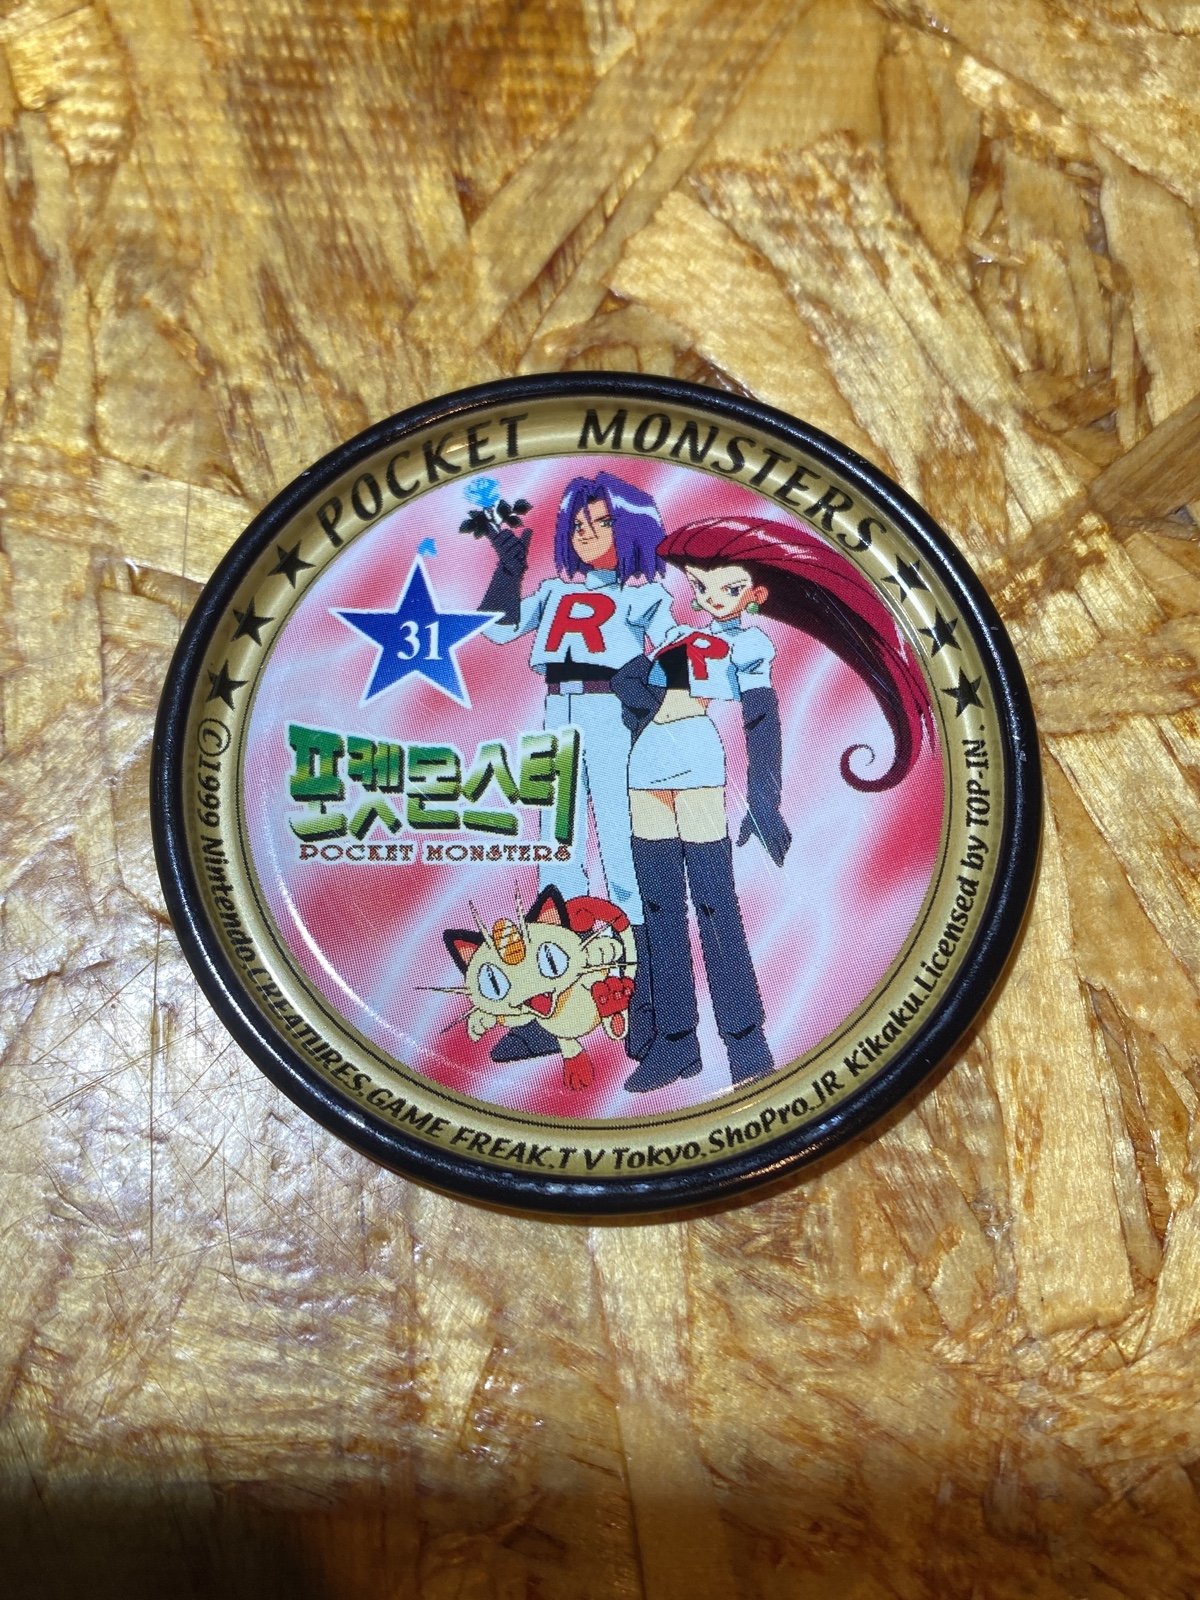 ★★★ POCKET MONSTERS ★★★
R
R
31
포켓몬스터
POCKET MONSTERS
©1999 Nintendo,CREATURES,GAME FREAK,T V Tokyo,ShoPro,JR Kikaku.Licensed by TOP-IN.